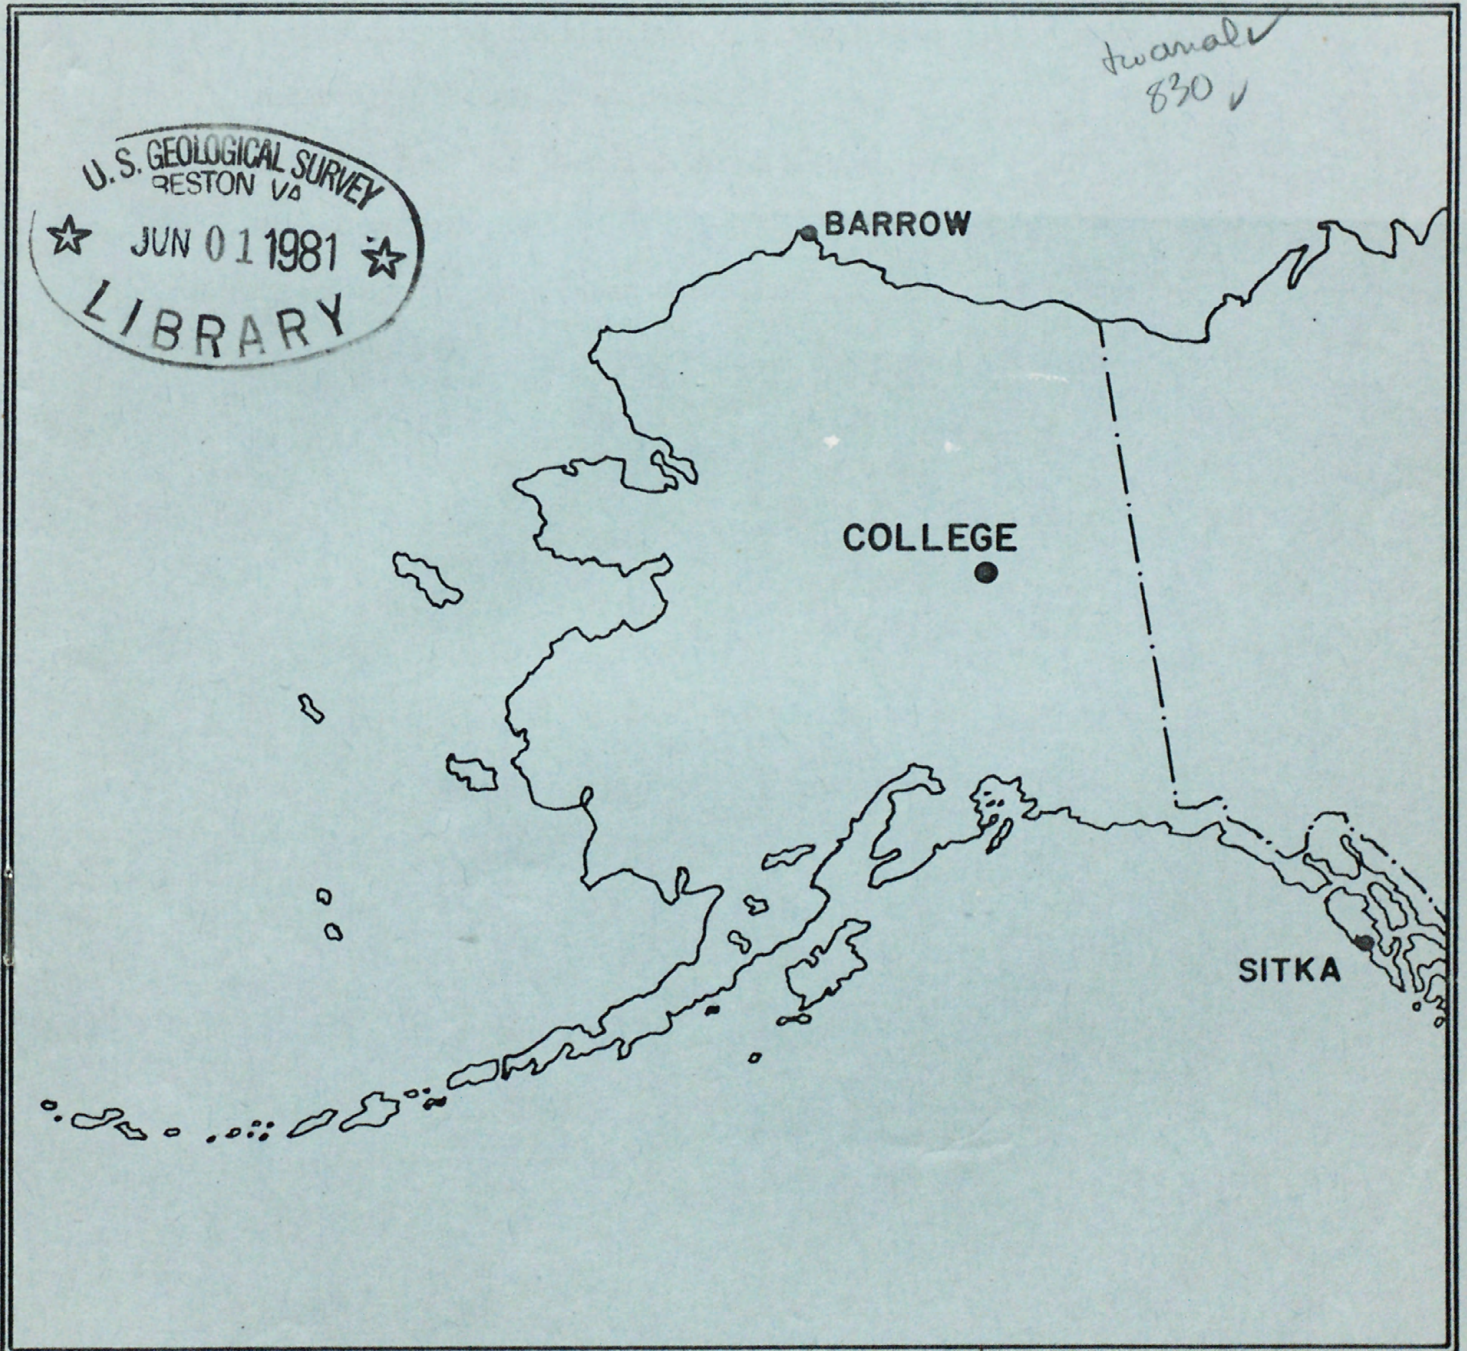 830
U.S. GEOLOGICAL SURVEY
RESTON VA
JUN 01 1981
LIBRARY
BARROW
COLLEGE
SITKA